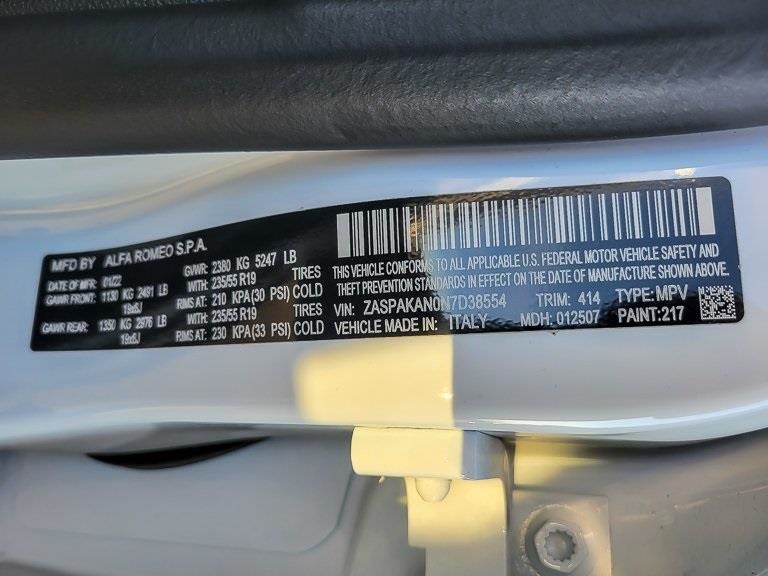 MFD BY ALFA ROMEO S.P.A.
DATE OF MFR: 01/22 GVWR: 2380 KG 5247 LB
GAWR FRONT: 1130 KG 2491 LB WITH: 235/55 R19 TIRES
19x8J RIMS AT: 210 KPA(30 PSI) COLD
GAWR REAR: 1350 KG 2976 LB WITH: 235/55 R19 TIRES
19x8J RIMS AT: 230 KPA(33 PSI) COLD
THIS VEHICLE CONFORMS TO ALL APPLICABLE U.S. FEDERAL MOTOR VEHICLE SAFETY AND
THEFT PREVENTION STANDARDS IN EFFECT ON THE DATE OF MANUFACTURE SHOWN ABOVE.
VIN: ZASPAKAN0N7D38554 TRIM: 414 TYPE: MPV
VEHICLE MADE IN: ITALY MDH: 012507 PAINT: 217